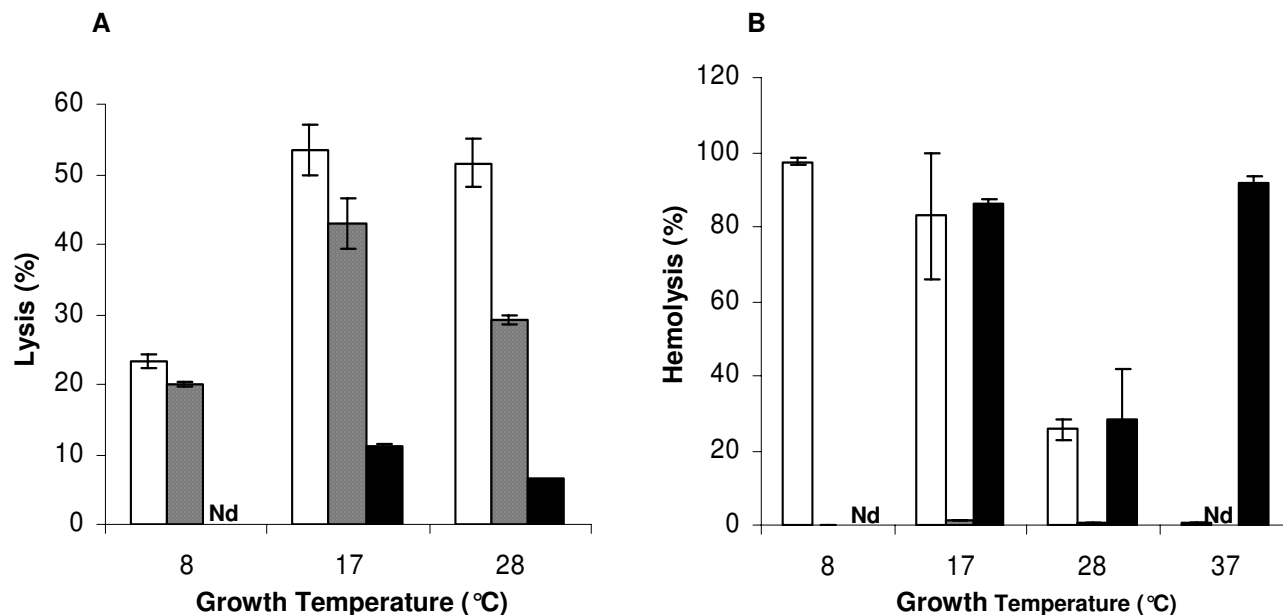 A
60
50
40
30
20
10
0
Lysis (%)
Nd
8 17 28
Growth Temperature (°C)
B
120
100
80
60
40
20
0
Hemolysis (%)
Nd Nd
8 17 28 37
Growth Temperature (°C)